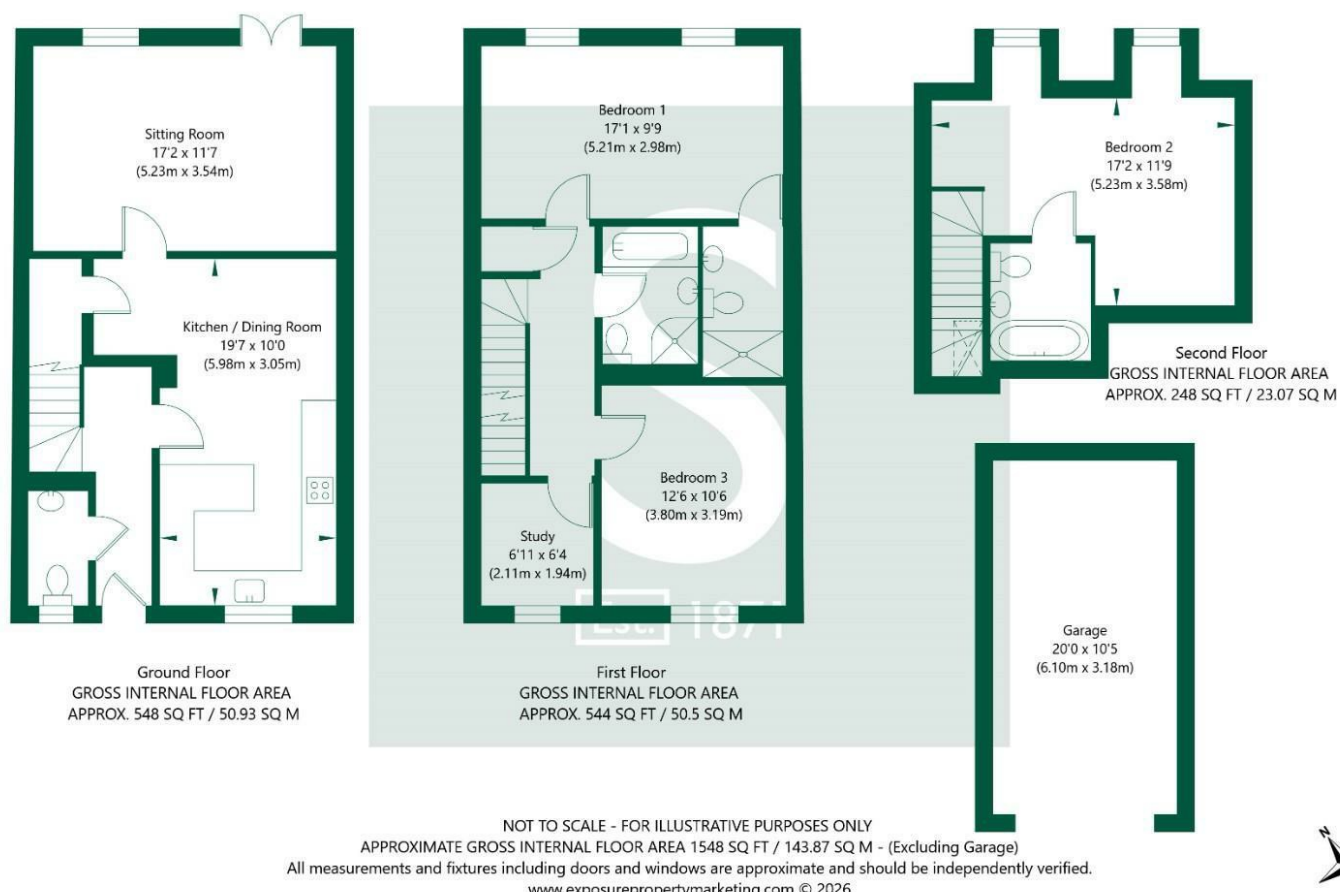 Sitting Room
17'2 x 11'7
(5.23m x 3.54m)
Kitchen / Dining Room
19'7 x 10'0
(5.98m x 3.05m)
Ground Floor
GROSS INTERNAL FLOOR AREA
APPROX. 548 SQ FT / 50.93 SQ M
Bedroom 1
17'1 x 9'9
(5.21m x 2.98m)
Bedroom 3
12'6 x 10'6
(3.80m x 3.19m)
Study
6'11 x 6'4
(2.11m x 1.94m)
S
Est. 1871
First Floor
GROSS INTERNAL FLOOR AREA
APPROX. 544 SQ FT / 50.5 SQ M
Bedroom 2
17'2 x 11'9
(5.23m x 3.58m)
Second Floor
GROSS INTERNAL FLOOR AREA
APPROX. 248 SQ FT / 23.07 SQ M
Garage
20'0 x 10'5
(6.10m x 3.18m)
N
NOT TO SCALE - FOR ILLUSTRATIVE PURPOSES ONLY
APPROXIMATE GROSS INTERNAL FLOOR AREA 1548 SQ FT / 143.87 SQ M - (Excluding Garage)
All measurements and fixtures including doors and windows are approximate and should be independently verified.
www.exposurepropertymarketing.com © 2026